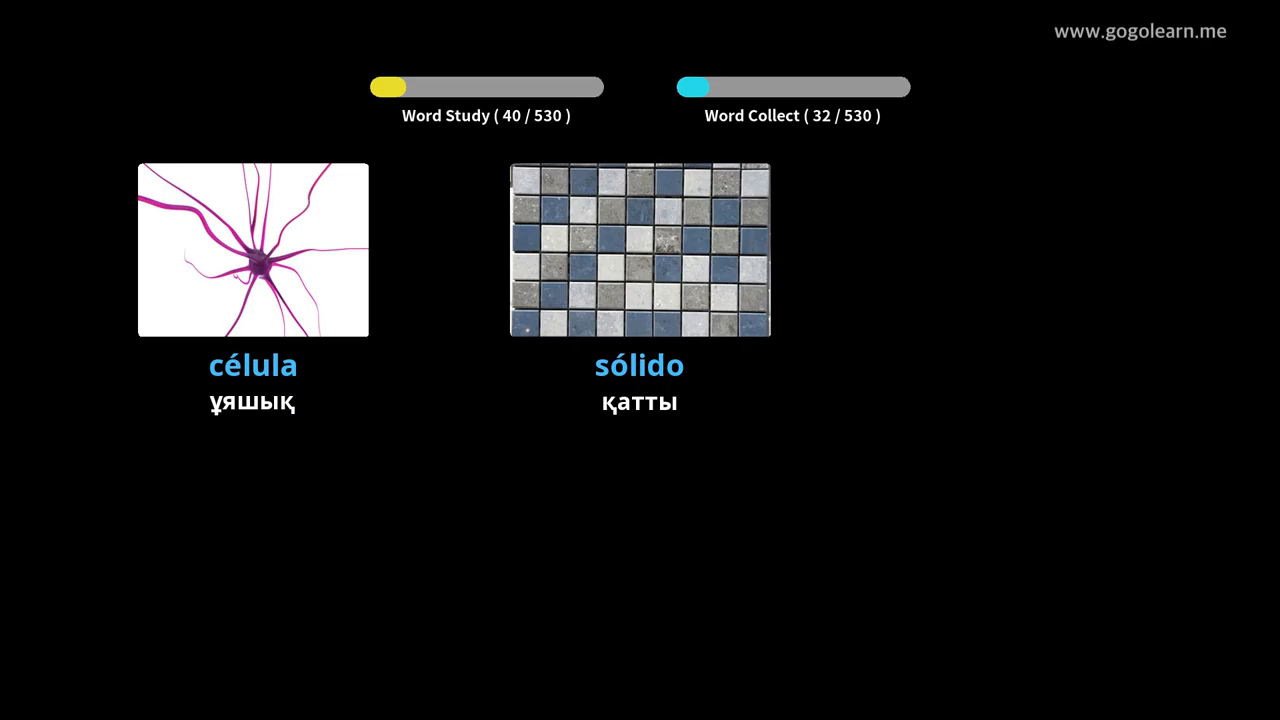 www.gogolearn.me
Word Study ( 40 / 530 )
Word Collect ( 32 / 530 )
célula
ұяшық
sólido
қатты